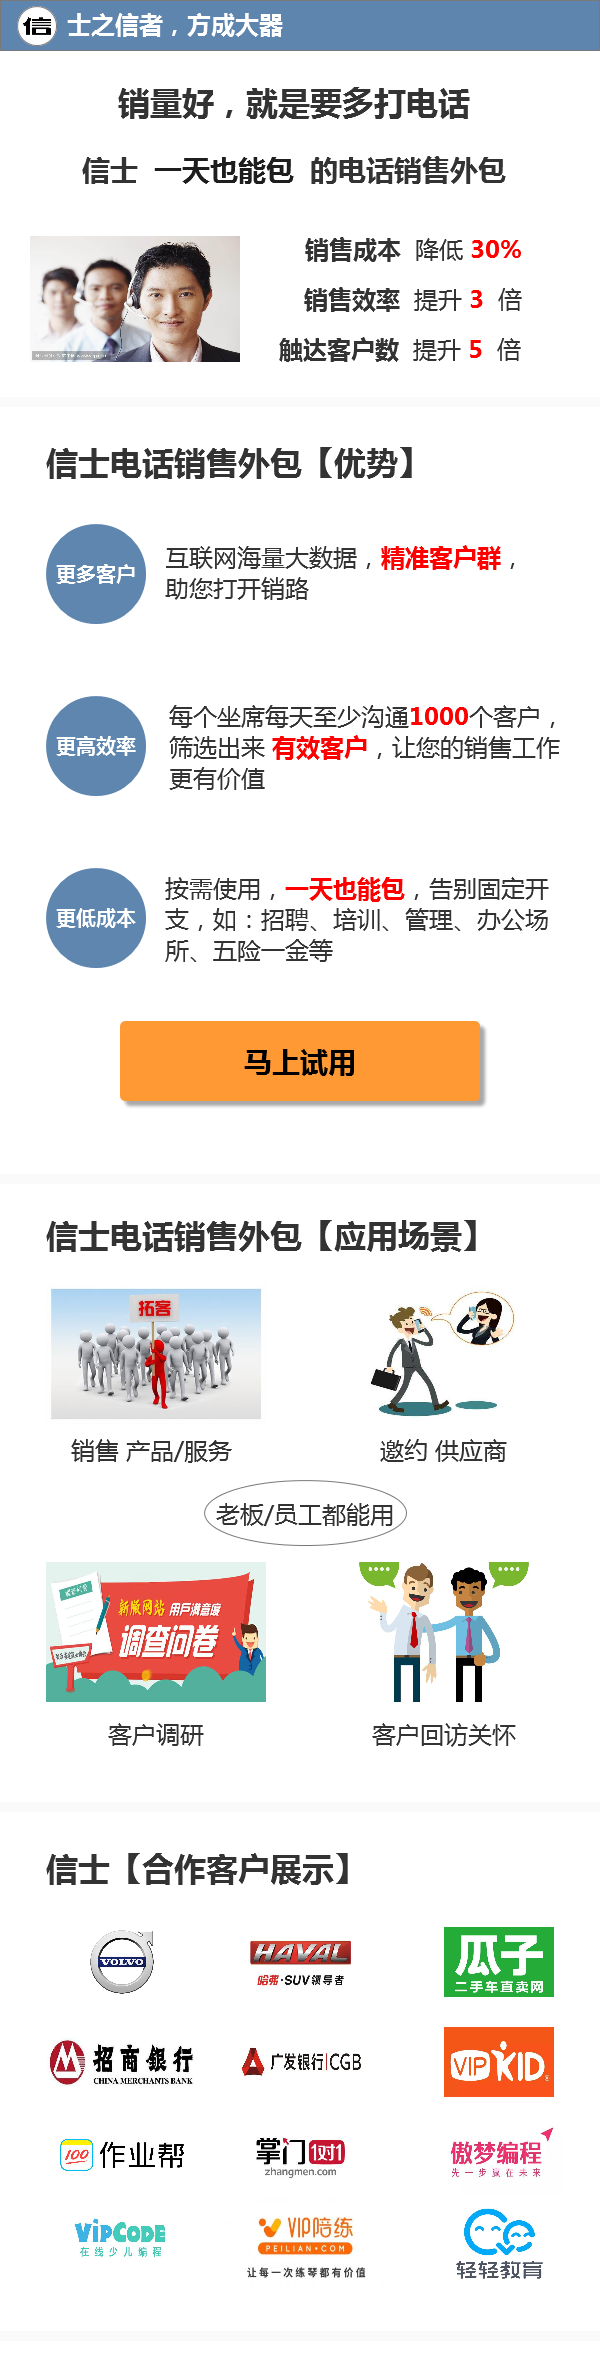 信 士之信者，方成大器
销量好，就是要多打电话
信士 一天也能包 的电话销售外包
销售成本 降低 30%
销售效率 提升 3 倍
触达客户数 提升 5 倍
信士电话销售外包【优势】
更多客户
互联网海量大数据，精准客户群，
助您打开销路
更高效率
每个坐席每天至少沟通1000个客户，
筛选出来 有效客户，让您的销售工作
更有价值
更低成本
按需使用，一天也能包，告别固定开
支，如：招聘、培训、管理、办公场
所、五险一金等
马上试用
信士电话销售外包【应用场景】
拓客
销售 产品/服务
邀约 供应商
老板/员工都能用
新版网站 用户满意度
调查问卷
客户调研
客户回访关怀
信士【合作客户展示】
VOLVO
HAVAL
哈弗·SUV领导者
瓜子
二手车直卖网
招商银行
CHINA MERCHANTS BANK
广发银行|CGB
VIPKID
100 作业帮
掌门1对1
zhangmen.com
傲梦编程
先一步赢在未来
VIPCODE
在线少儿编程
VIP陪练
PEILIAN·COM
让每一次练琴都有价值
轻轻教育